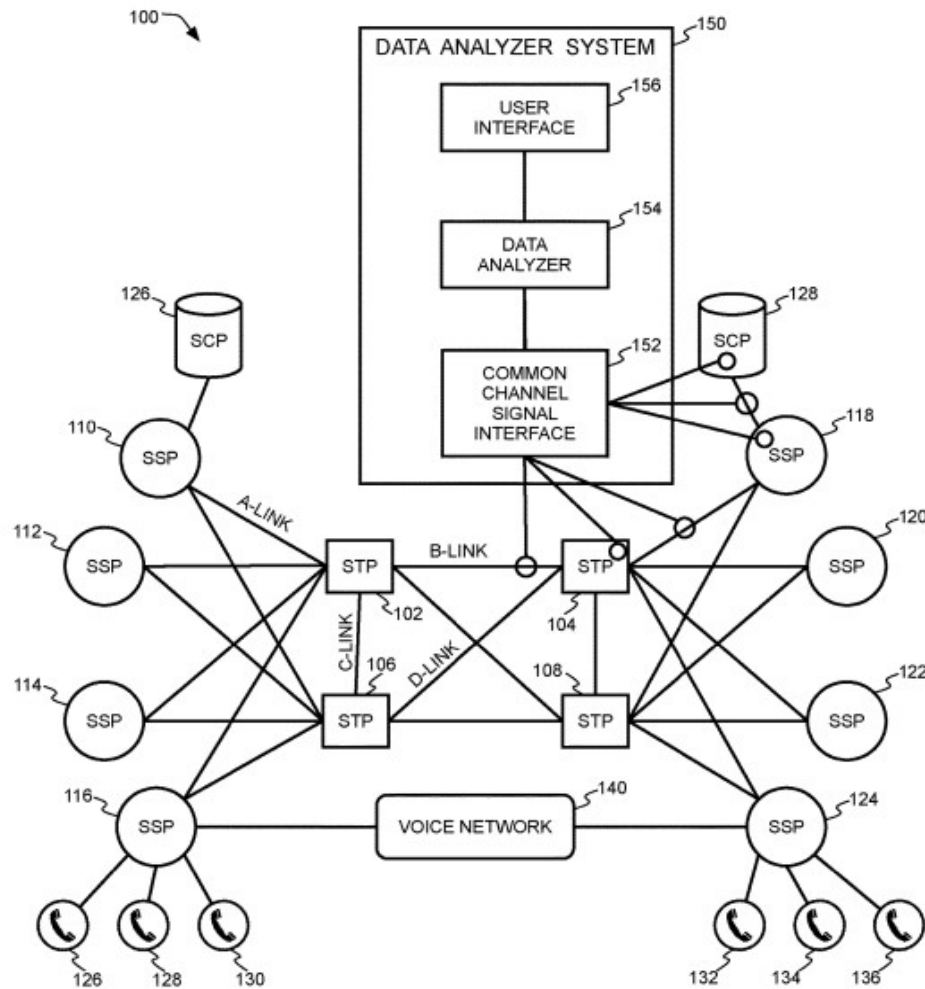 100
150
DATA ANALYZER SYSTEM
156
USER
INTERFACE
154
DATA
ANALYZER
126
SCP
128
SCP
152
COMMON
CHANNEL
SIGNAL
INTERFACE
110
SSP
118
SSP
A-LINK
112
SSP
B-LINK
120
SSP
STP
102
STP
104
C-LINK
D-LINK
106
STP
108
STP
114
SSP
122
SSP
116
SSP
140
VOICE NETWORK
124
SSP
126
128
130
132
134
136